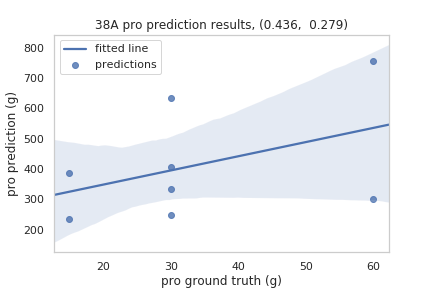 38A pro prediction results, (0.436,  0.279)
fitted line
predictions
800
700
600
500
400
300
200
pro prediction (g)
20 30 40 50 60
pro ground truth (g)